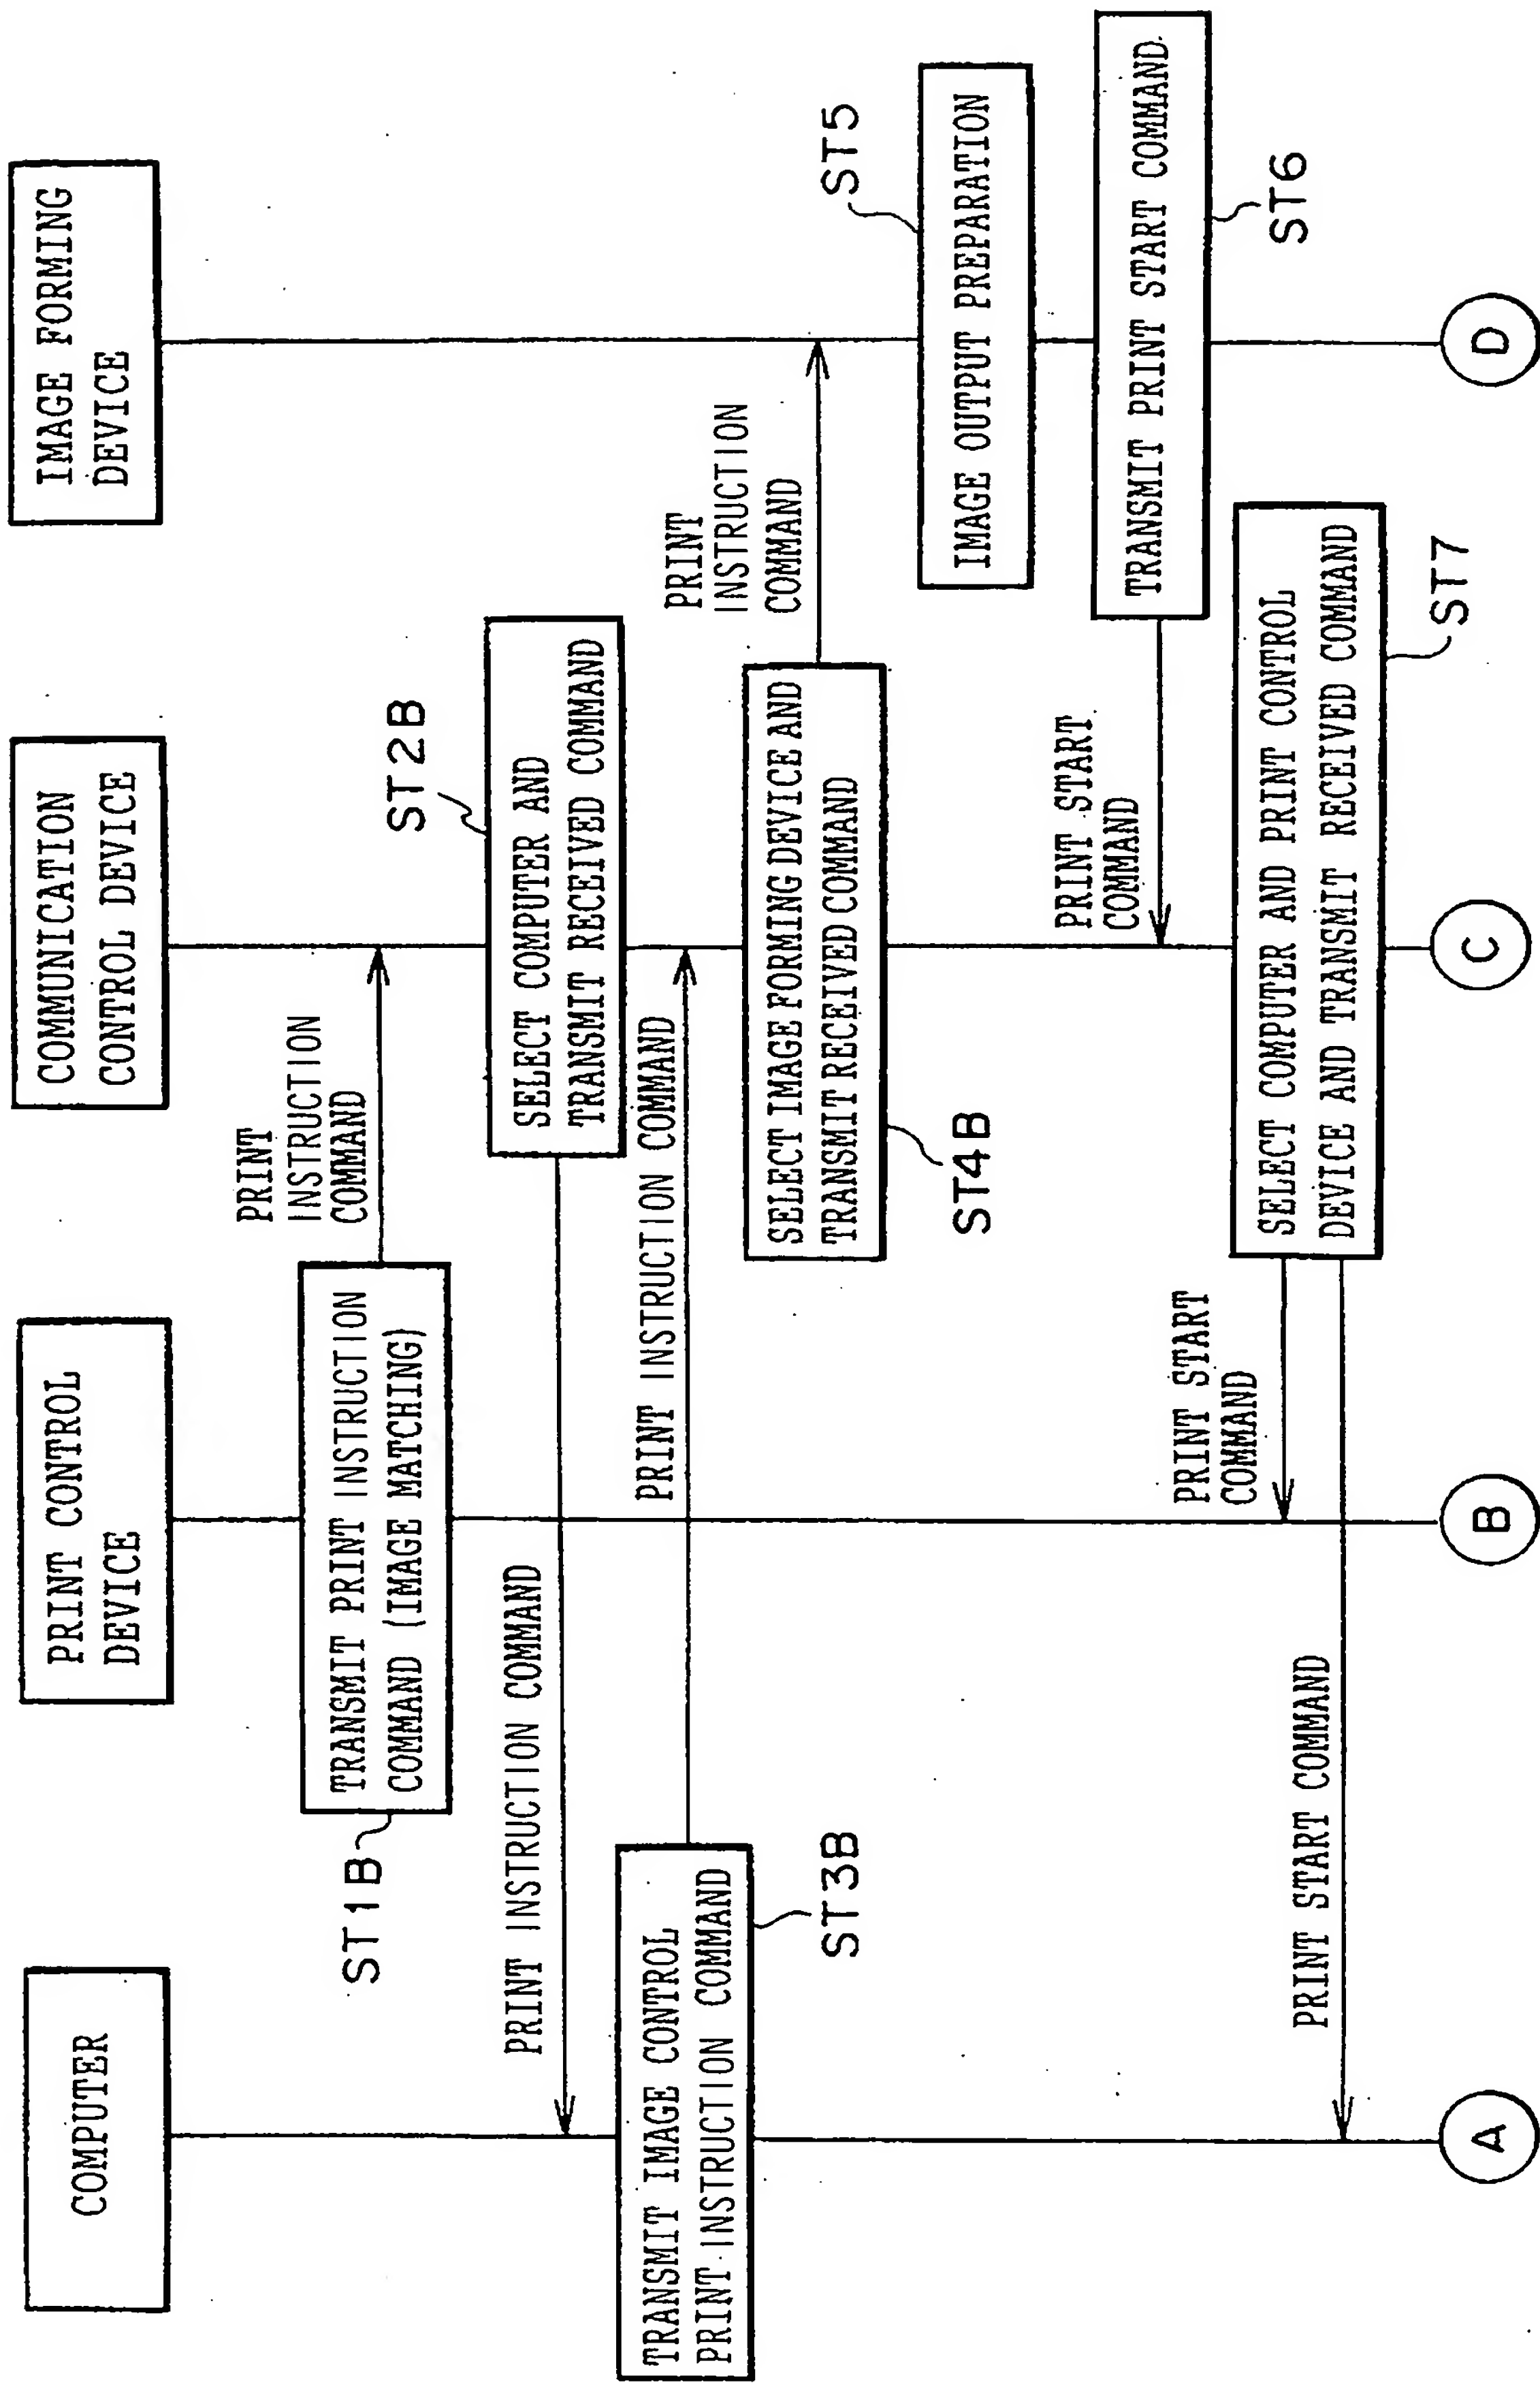 COMPUTER
PRINT CONTROL
DEVICE
COMMUNICATION
CONTROL DEVICE
IMAGE FORMING
DEVICE
TRANSMIT PRINT INSTRUCTION
COMMAND (IMAGE MATCHING)
ST1B
PRINT
INSTRUCTION
COMMAND
ST2B
SELECT COMPUTER AND
TRANSMIT RECEIVED COMMAND
PRINT INSTRUCTION COMMAND
TRANSMIT IMAGE CONTROL
PRINT INSTRUCTION COMMAND
ST3B
PRINT INSTRUCTION COMMAND
SELECT IMAGE FORMING DEVICE AND
TRANSMIT RECEIVED COMMAND
ST4B
PRINT
INSTRUCTION
COMMAND
ST5
IMAGE OUTPUT PREPARATION
TRANSMIT PRINT START COMMAND
ST6
PRINT START
COMMAND
SELECT COMPUTER AND PRINT CONTROL
DEVICE AND TRANSMIT RECEIVED COMMAND
ST7
PRINT START
COMMAND
PRINT START COMMAND
A
B
C
D